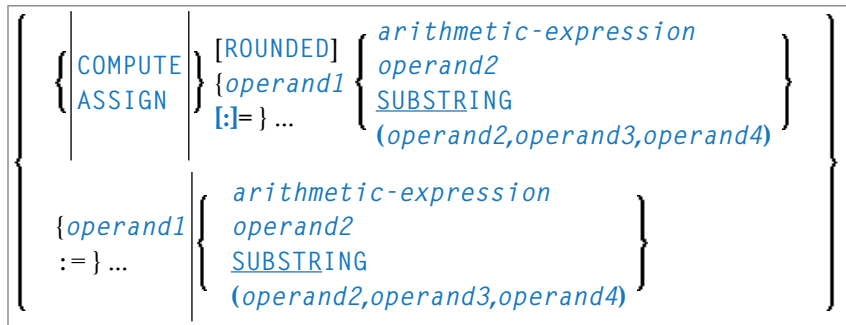 COMPUTE
ASSIGN
[ROUNDED]
{operand1
[:]= } ...
arithmetic-expression
operand2
SUBSTRING
(operand2,operand3,operand4)
{operand1
:= } ...
arithmetic-expression
operand2
SUBSTRING
(operand2,operand3,operand4)